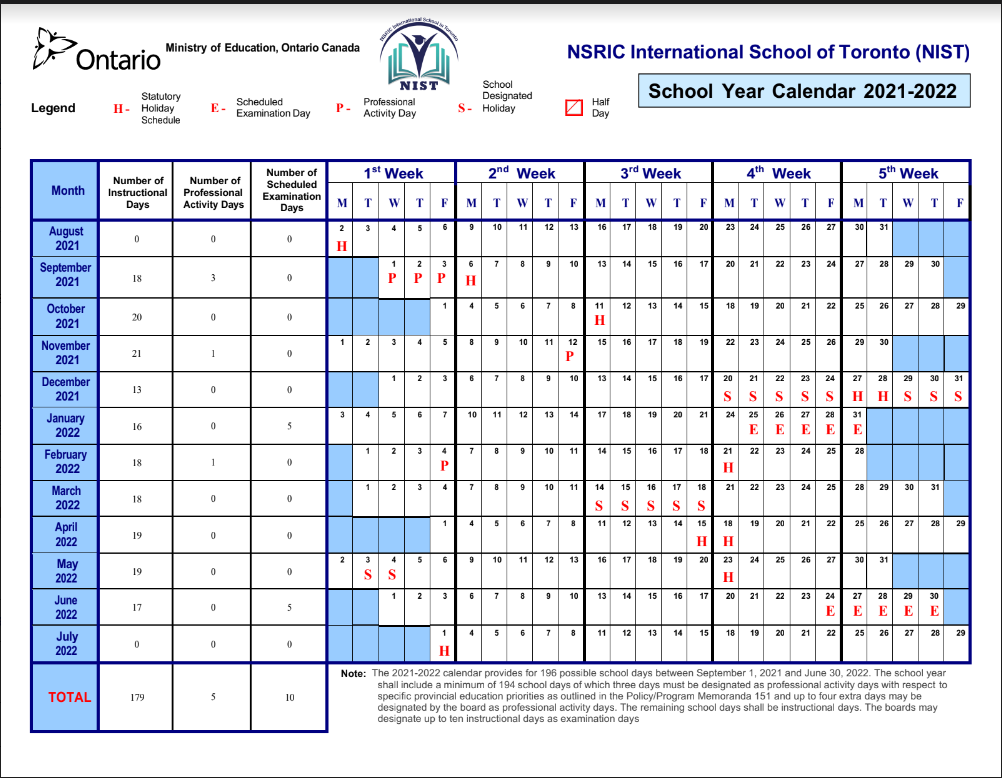 Ontario
Ministry of Education, Ontario Canada
NSRIC International School in Toronto
NIST
NSRIC International School of Toronto (NIST)
School Year Calendar 2021-2022
Legend
H - Statutory Holiday Schedule
E - Scheduled Examination Day
P - Professional Activity Day
S - School Designated Holiday
Half Day
Month Number of Instructional Days Number of Professional Activity Days Number of Scheduled Examination Days 1st Week 2nd Week 3rd Week 4th Week 5th Week
M T W T F M T W T F M T W T F M T W T F M T W T F
August 2021 0 0 0 2 3 4 5 6 9 10 11 12 13 16 17 18 19 20 23 24 25 26 27 30 31
H
September 2021 18 3 0 1 2 3 6 7 8 9 10 13 14 15 16 17 20 21 22 23 24 27 28 29 30
P P P H
October 2021 20 0 0 1 4 5 6 7 8 11 12 13 14 15 18 19 20 21 22 25 26 27 28 29
H
November 2021 21 1 0 1 2 3 4 5 8 9 10 11 12 15 16 17 18 19 22 23 24 25 26 29 30
P
December 2021 13 0 0 1 2 3 6 7 8 9 10 13 14 15 16 17 20 21 22 23 24 27 28 29 30 31
S S S S S H H S S S
January 2022 16 0 5 3 4 5 6 7 10 11 12 13 14 17 18 19 20 21 24 25 26 27 28 31
E E E E E
February 2022 18 1 0 1 2 3 4 7 8 9 10 11 14 15 16 17 18 21 22 23 24 25 28
P H
March 2022 18 0 0 1 2 3 4 7 8 9 10 11 14 15 16 17 18 21 22 23 24 25 28 29 30 31
S S S S S
April 2022 19 0 0 1 4 5 6 7 8 11 12 13 14 15 18 19 20 21 22 25 26 27 28 29
H H
May 2022 19 0 0 2 3 4 5 6 9 10 11 12 13 16 17 18 19 20 23 24 25 26 27 30 31
S S H
June 2022 17 0 5 1 2 3 6 7 8 9 10 13 14 15 16 17 20 21 22 23 24 27 28 29 30
E E E E E
July 2022 0 0 0 1 4 5 6 7 8 11 12 13 14 15 18 19 20 21 22 25 26 27 28 29
H
TOTAL 179 5 10
Note: The 2021-2022 calendar provides for 196 possible school days between September 1, 2021 and June 30, 2022. The school year
shall include a minimum of 194 school days of which three days must be designated as professional activity days with respect to
specific provincial education priorities as outlined in the Policy/Program Memoranda 151 and up to four extra days may be
designated by the board as professional activity days. The remaining school days shall be instructional days. The boards may
designate up to ten instructional days as examination days